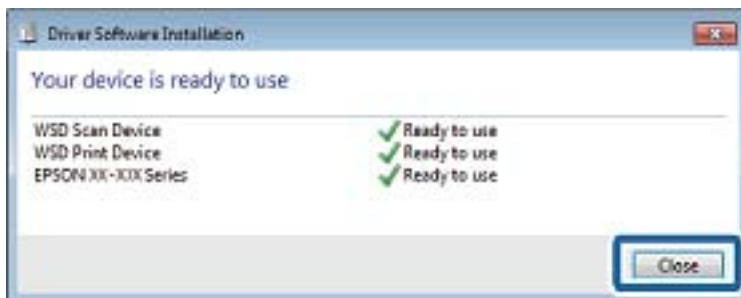 Driver Software Installation
Your device is ready to use
WSD Scan Device Ready to use
WSD Print Device Ready to use
EPSON XX-XXX Series Ready to use
Close